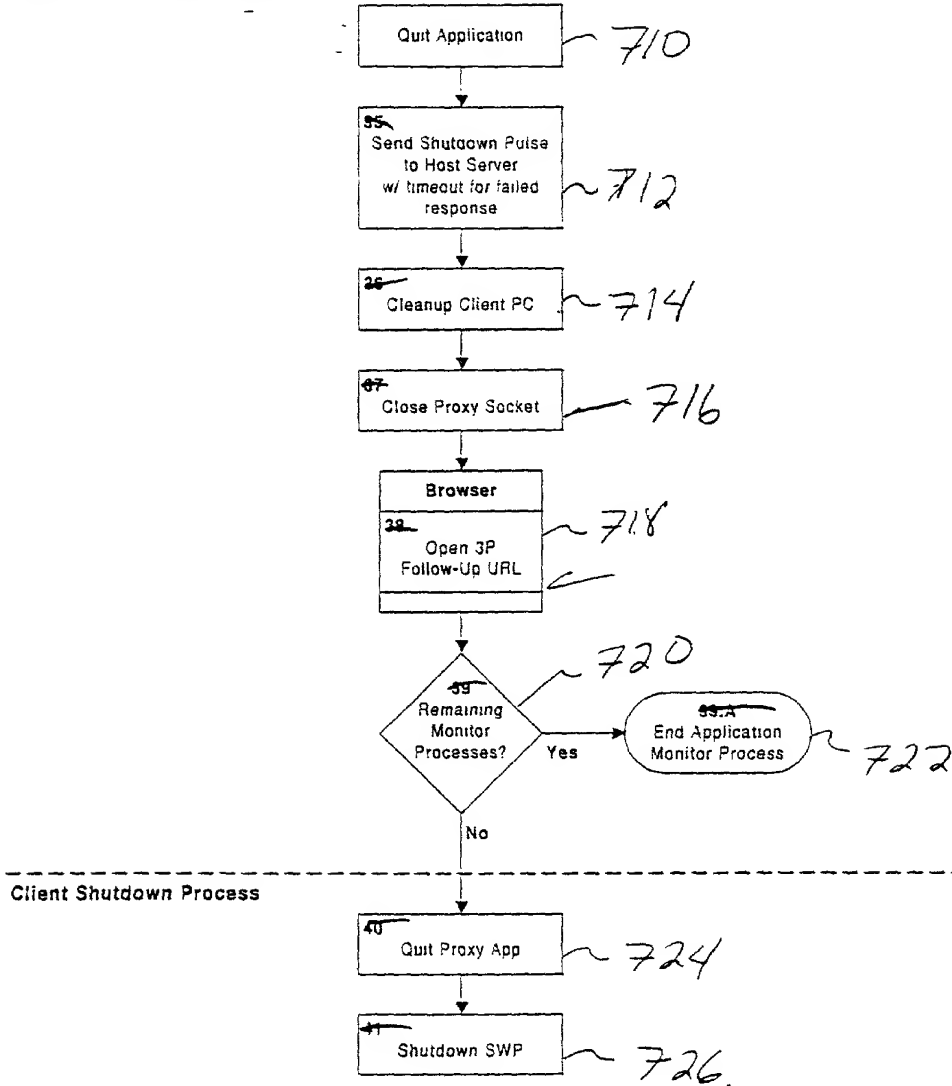 Quit Application
710
35
Send Shutdown Pulse
to Host Server
w/ timeout for failed
response
712
36
Cleanup Client PC
714
37
Close Proxy Socket
716
Browser
38
Open 3P
Follow-Up URL
718
720
39
Remaining
Monitor
Processes?
Yes
39.A
End Application
Monitor Process
722
No
Client Shutdown Process
40
Quit Proxy App
724
41
Shutdown SWP
726